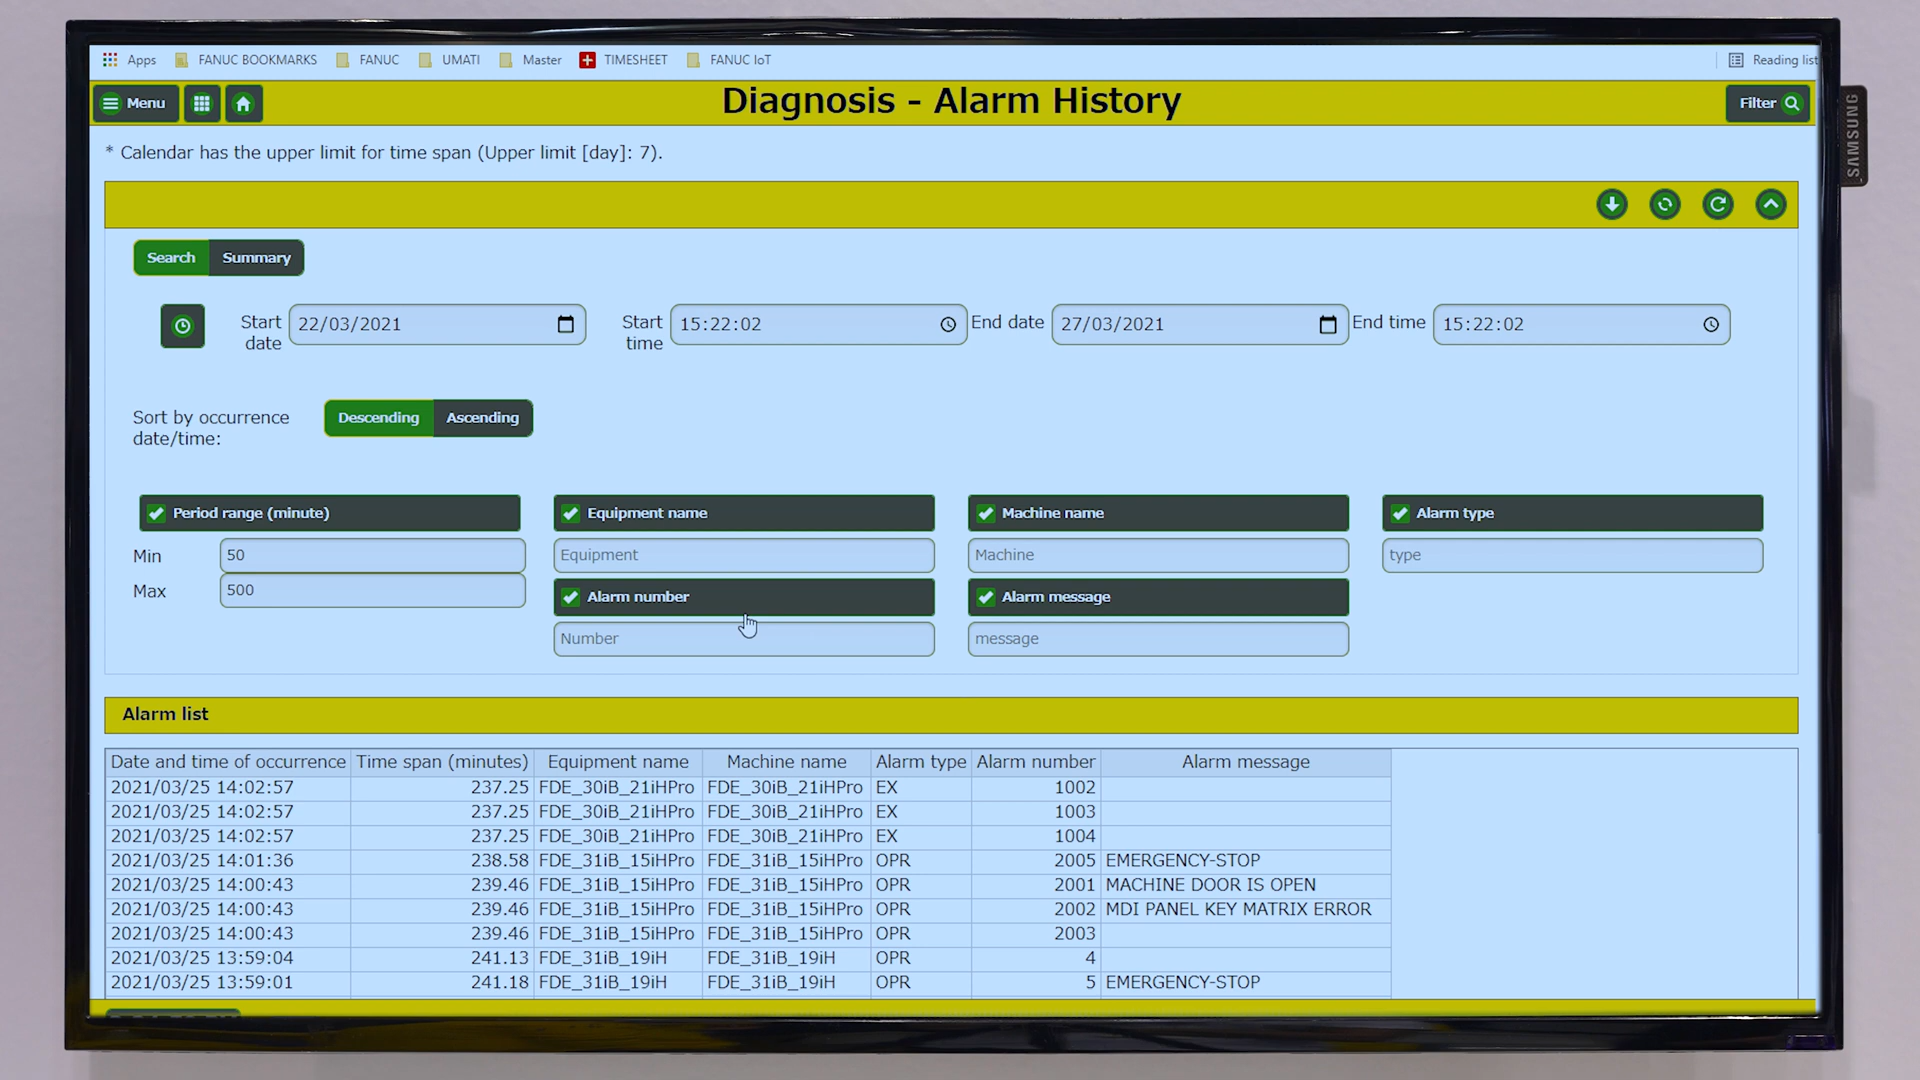 Apps FANUC BOOKMARKS FANUC UMATI Master TIMESHEET FANUC IoT Reading list
Menu Diagnosis - Alarm History Filter
SAMSUNG
* Calendar has the upper limit for time span (Upper limit [day]: 7).
Search Summary
Start date 22/03/2021 Start time 15:22:02 End date 27/03/2021 End time 15:22:02
Sort by occurrence date/time: Descending Ascending
Period range (minute) Equipment name Machine name Alarm type
Min 50 Equipment Machine type
Max 500 Alarm number Alarm message
Number message
Alarm list
Date and time of occurrence Time span (minutes) Equipment name Machine name Alarm type Alarm number Alarm message
2021/03/25 14:02:57 237.25 FDE_30iB_21iHPro FDE_30iB_21iHPro EX 1002
2021/03/25 14:02:57 237.25 FDE_30iB_21iHPro FDE_30iB_21iHPro EX 1003
2021/03/25 14:02:57 237.25 FDE_30iB_21iHPro FDE_30iB_21iHPro EX 1004
2021/03/25 14:01:36 238.58 FDE_31iB_15iHPro FDE_31iB_15iHPro OPR 2005 EMERGENCY-STOP
2021/03/25 14:00:43 239.46 FDE_31iB_15iHPro FDE_31iB_15iHPro OPR 2001 MACHINE DOOR IS OPEN
2021/03/25 14:00:43 239.46 FDE_31iB_15iHPro FDE_31iB_15iHPro OPR 2002 MDI PANEL KEY MATRIX ERROR
2021/03/25 14:00:43 239.46 FDE_31iB_15iHPro FDE_31iB_15iHPro OPR 2003
2021/03/25 13:59:04 241.13 FDE_31iB_19iH FDE_31iB_19iH OPR 4
2021/03/25 13:59:01 241.18 FDE_31iB_19iH FDE_31iB_19iH OPR 5 EMERGENCY-STOP